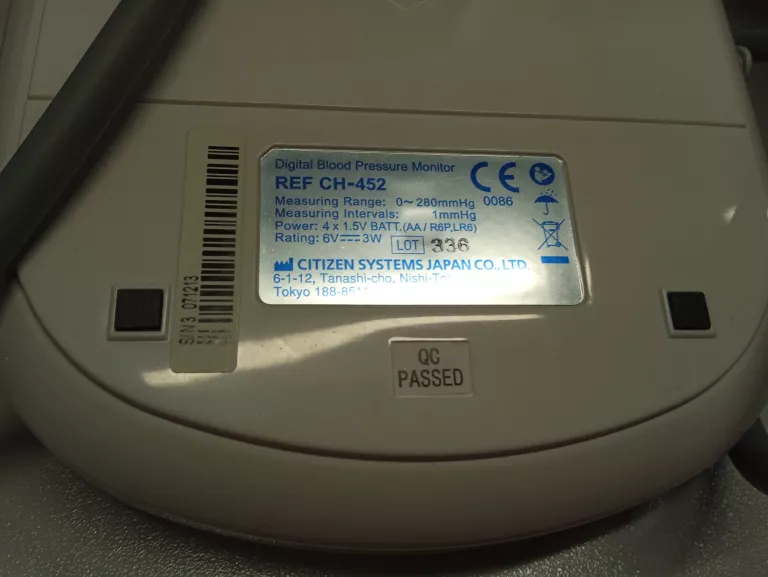 Digital Blood Pressure Monitor
REF CH-452
Measuring Range: 0~280mmHg 0086
Measuring Intervals: 1mmHg
Power: 4 x 1.5V BATT.(AA / R6P,LR6)
Rating: 6V⎓3W LOT 336
CITIZEN SYSTEMS JAPAN CO., LTD.
6-1-12, Tanashi-cho,
Tokyo
S/N 3 071213
QC
PASSED